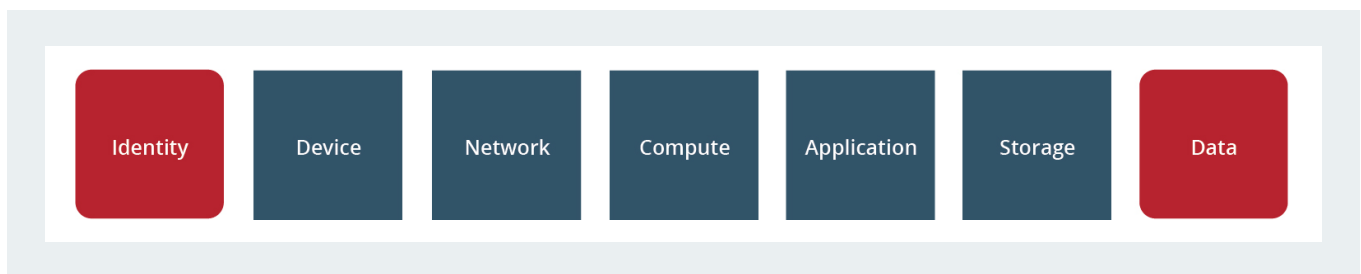 Identity
Device
Network
Compute
Application
Storage
Data